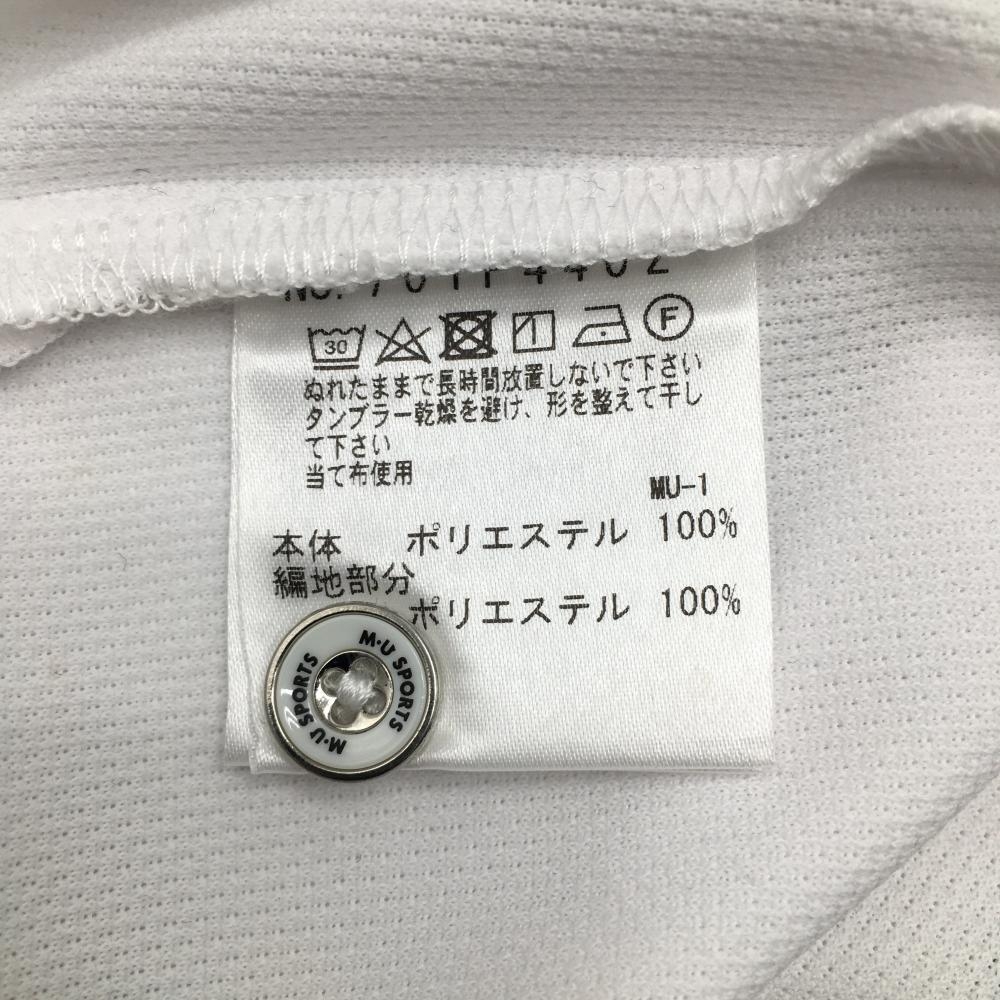 No. 701F4402
30
F
ぬれたままで長時間放置しないで下さい
タンブラー乾燥を避け、形を整えて干し
て下さい
当て布使用
MU-1
本体 ポリエステル 100%
編地部分
ポリエステル 100%
M·U SPORTS
M·U SPORTS